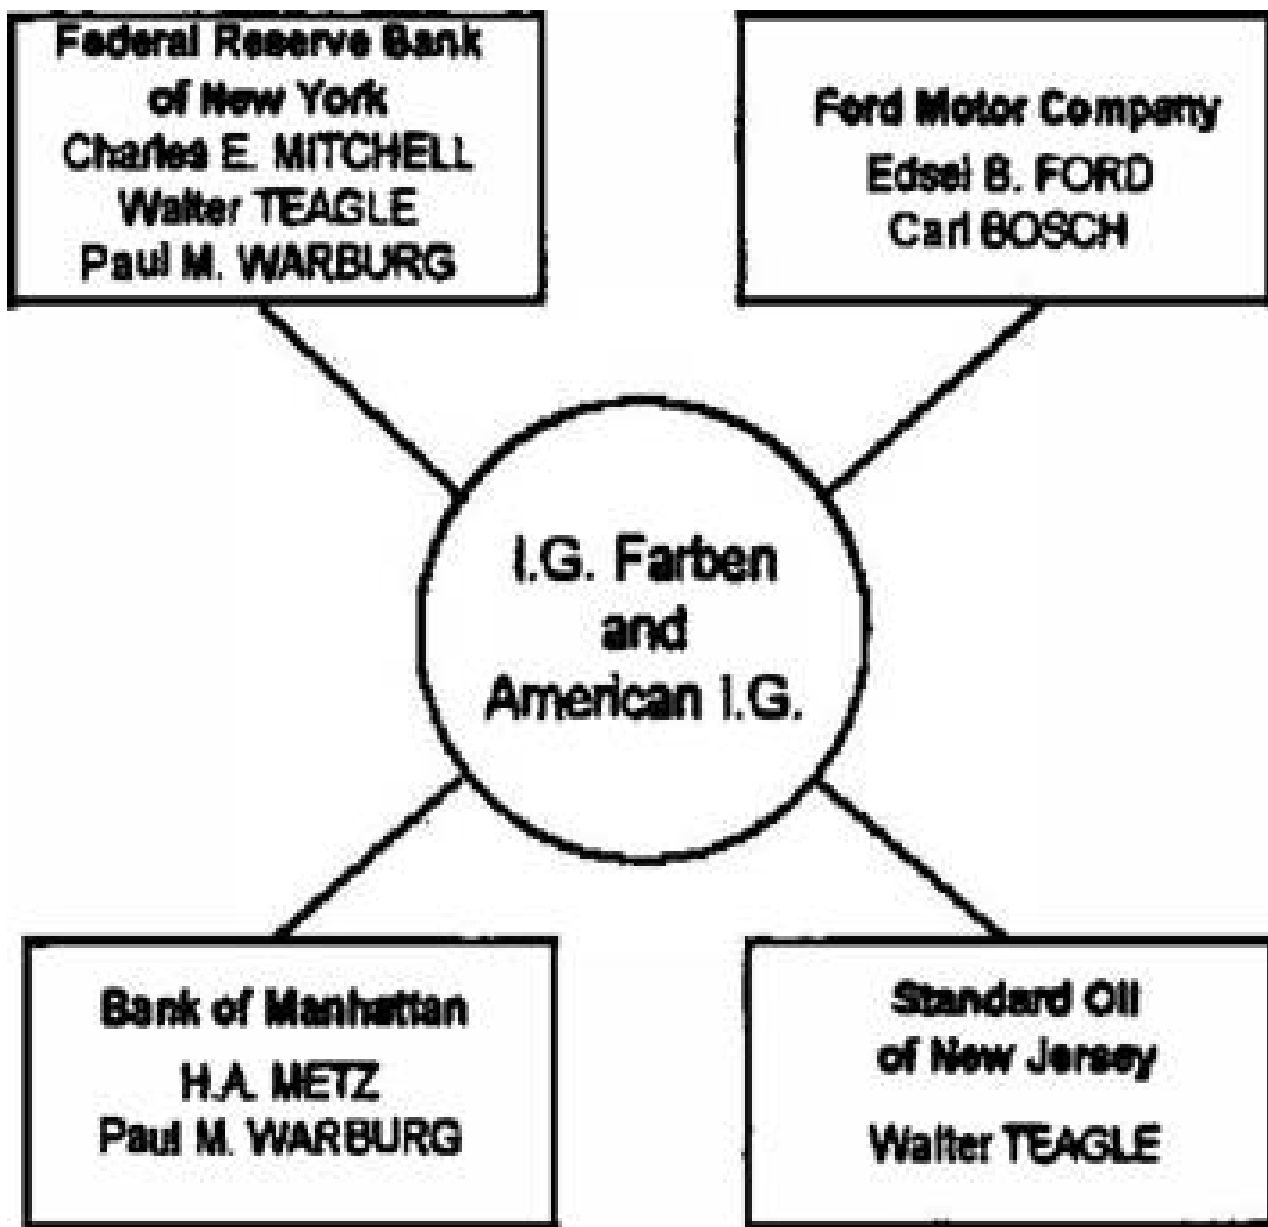 Federal Reserve Bank
of New York
Charles E. MITCHELL
Walter TEAGLE
Paul M. WARBURG
Ford Motor Company
Edsel B. FORD
Carl BOSCH
I.G. Farben
and
American I.G.
Bank of Manhattan
H.A. METZ
Paul M. WARBURG
Standard Oil
of New Jersey
Walter TEAGLE